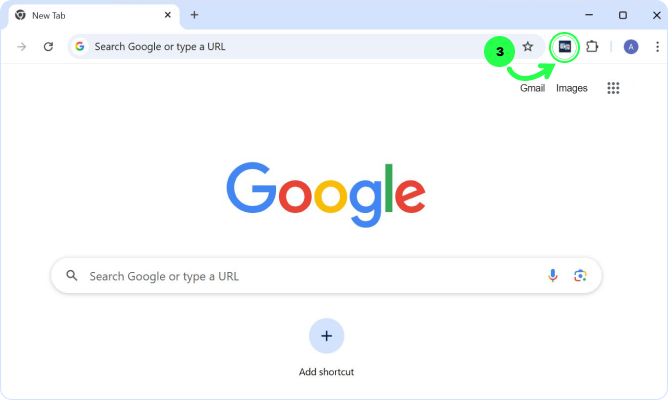 New Tab
Search Google or type a URL
3
A
Gmail Images
Google
Search Google or type a URL
Add shortcut